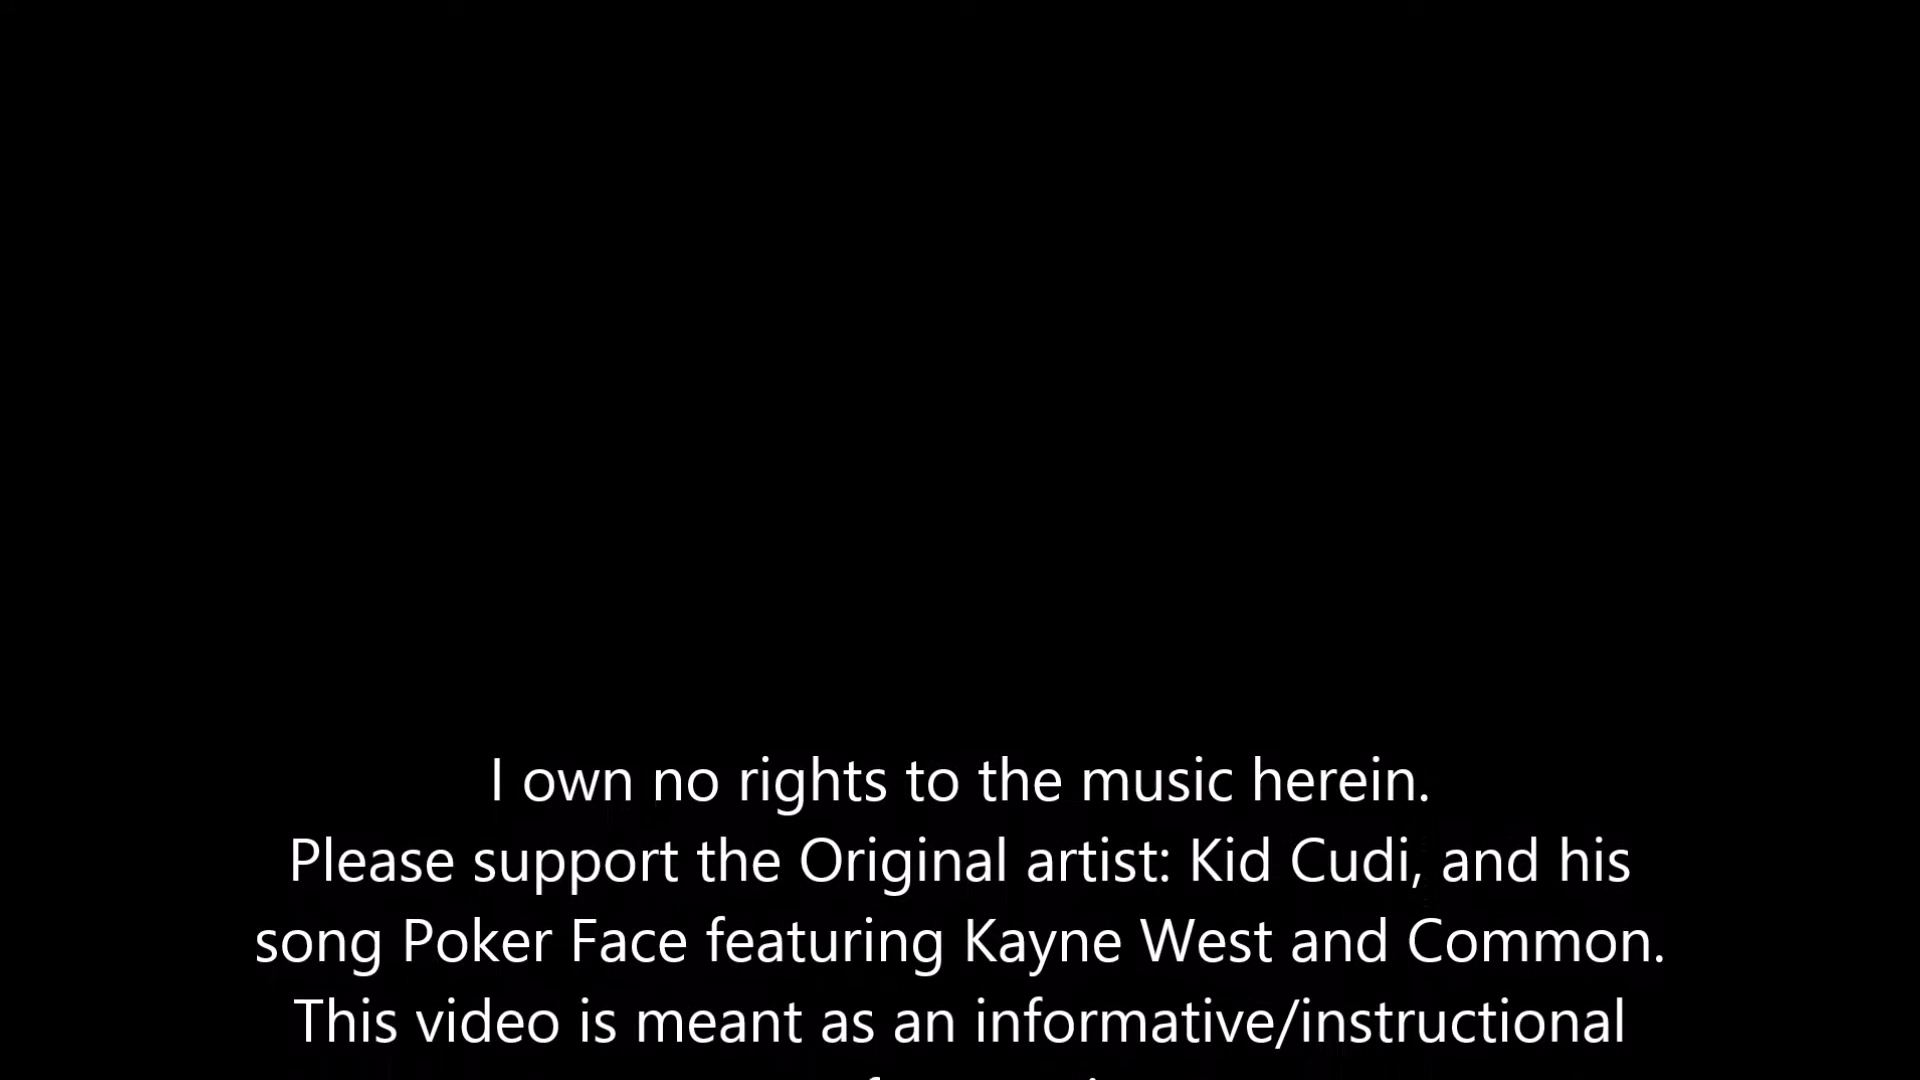 I own no rights to the music herein.
Please support the Original artist: Kid Cudi, and his
song Poker Face featuring Kayne West and Common.
This video is meant as an informative/instructional